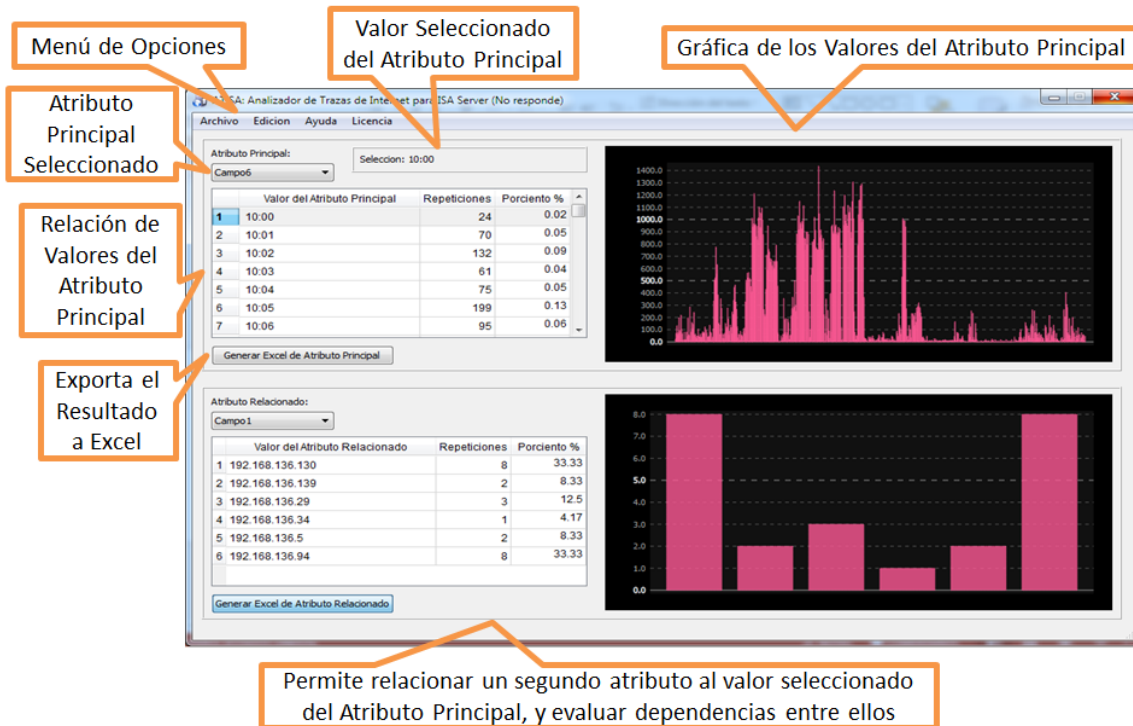 Menú de Opciones
Valor Seleccionado
del Atributo Principal
Gráfica de los Valores del Atributo Principal
Atributo
Principal
Seleccionado
Relación de
Valores del
Atributo
Principal
Exporta el
Resultado
a Excel
Analizador de Trazas de Internet para ISA Server (No responde)
Archivo Edicion Ayuda Licencia
Atributo Principal:
Campo6
Seleccion: 10:00
Valor del Atributo Principal Repeticiones Porciento %
1 10:00 24 0.02
2 10:01 70 0.05
3 10:02 132 0.09
4 10:03 61 0.04
5 10:04 75 0.05
6 10:05 199 0.13
7 10:06 95 0.06
Generar Excel de Atributo Principal
1400.0
1300.0
1200.0
1100.0
1000.0
900.0
800.0
700.0
600.0
500.0
400.0
300.0
200.0
100.0
0.0
Atributo Relacionado:
Campo1
Valor del Atributo Relacionado Repeticiones Porciento %
1 192.168.136.130 8 33.33
2 192.168.136.139 2 8.33
3 192.168.136.29 3 12.5
4 192.168.136.34 1 4.17
5 192.168.136.5 2 8.33
6 192.168.136.94 8 33.33
Generar Excel de Atributo Relacionado
8.0
7.0
6.0
5.0
4.0
3.0
2.0
1.0
0.0
Permite relacionar un segundo atributo al valor seleccionado
del Atributo Principal, y evaluar dependencias entre ellos